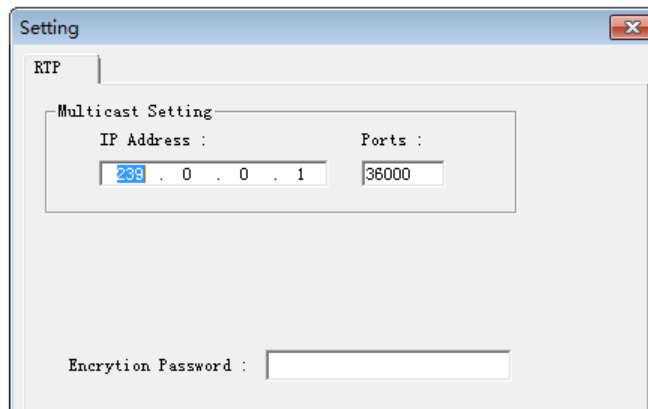 Setting
RTP
Multicast Setting
IP Address : Ports :
239 . 0 . 0 . 1 36000
Encrytion Password :